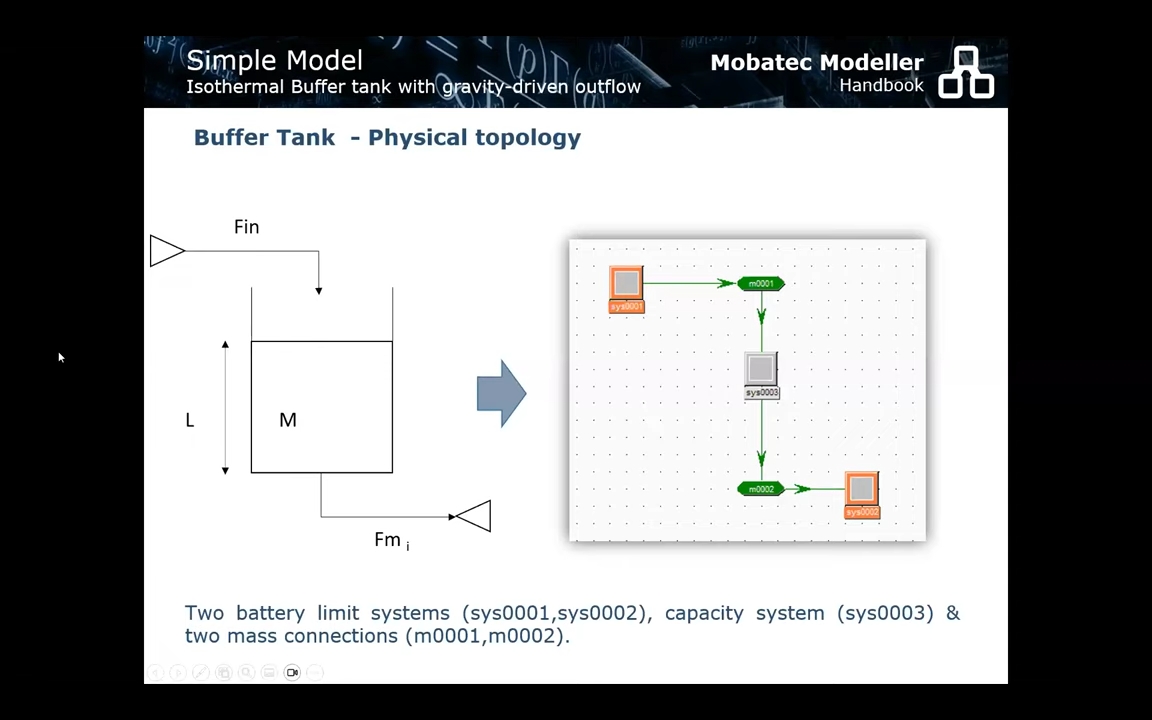 Simple Model
Isothermal Buffer tank with gravity-driven outflow
Mobatec Modeller
Handbook
Buffer Tank - Physical topology
Fin
L
M
Fm i
sys0001
m0001
sys0003
m0002
sys0002
Two battery limit systems (sys0001,sys0002), capacity system (sys0003) &
two mass connections (m0001,m0002).